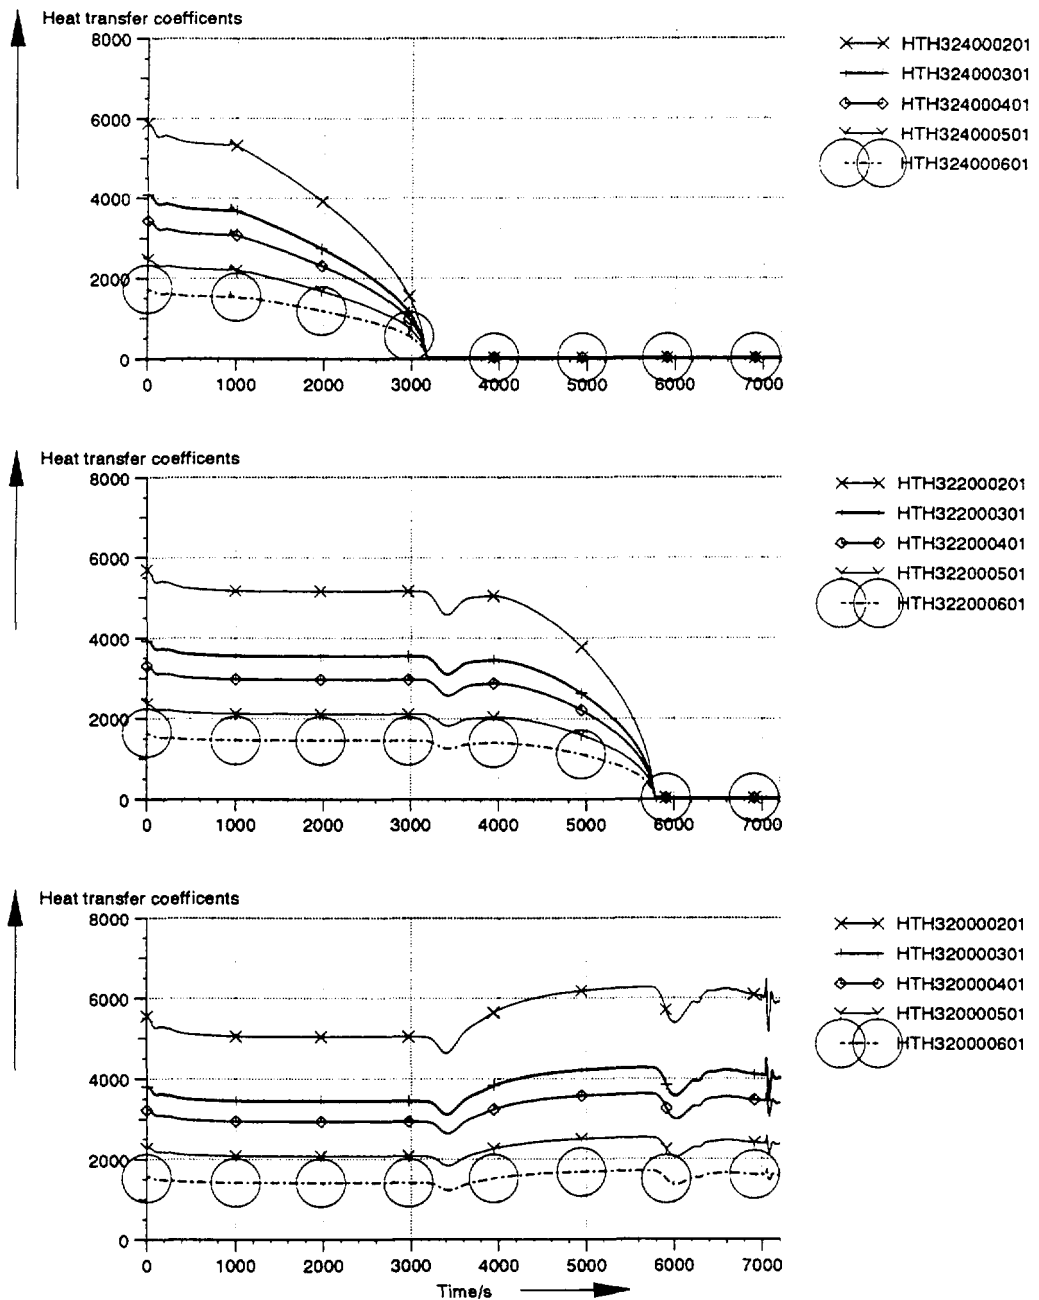 Heat transfer coefficents
8000
6000
4000
2000
0
0 1000 2000 3000 4000 5000 6000 7000
HTH324000201
HTH324000301
HTH324000401
HTH324000501
HTH324000601
Heat transfer coefficents
8000
6000
4000
2000
0
0 1000 2000 3000 4000 5000 6000 7000
HTH322000201
HTH322000301
HTH322000401
HTH322000501
HTH322000601
Heat transfer coefficents
8000
6000
4000
2000
0
0 1000 2000 3000 4000 5000 6000 7000
Time/s
HTH320000201
HTH320000301
HTH320000401
HTH320000501
HTH320000601